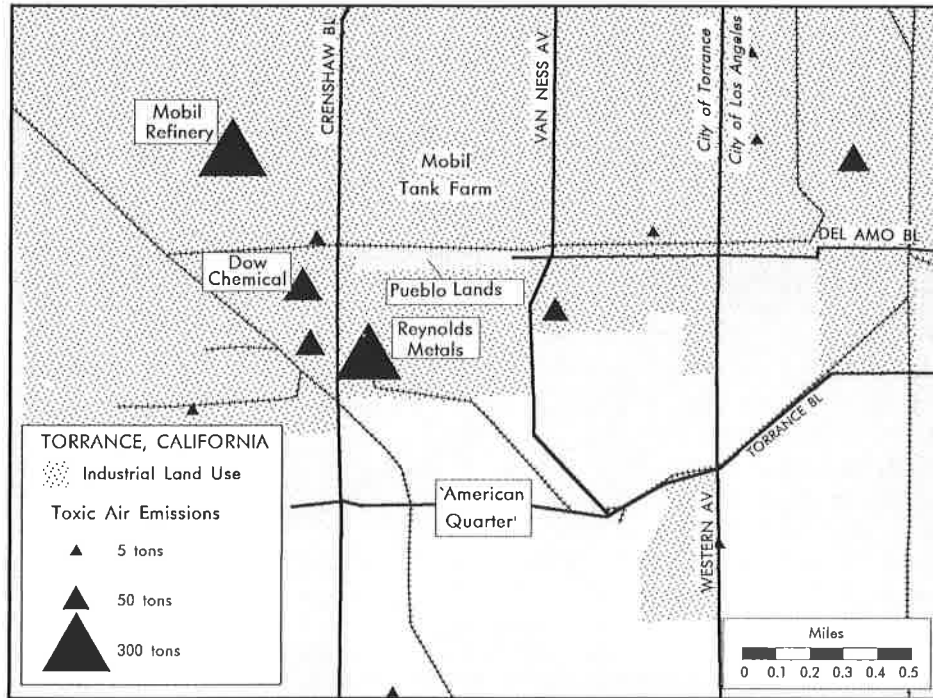 CRENSHAW BL
VAN NESS AV.
City of Torrance
City of Los Angeles
Mobil
Refinery
Mobil
Tank Farm
DEL AMO BL
Dow
Chemical
Pueblo Lands
Reynolds
Metals
TORRANCE BL
'American
Quarter'
WESTERN AV.
TORRANCE, CALIFORNIA
Industrial Land Use
Toxic Air Emissions
5 tons
50 tons
300 tons
Miles
0 0.1 0.2 0.3 0.4 0.5